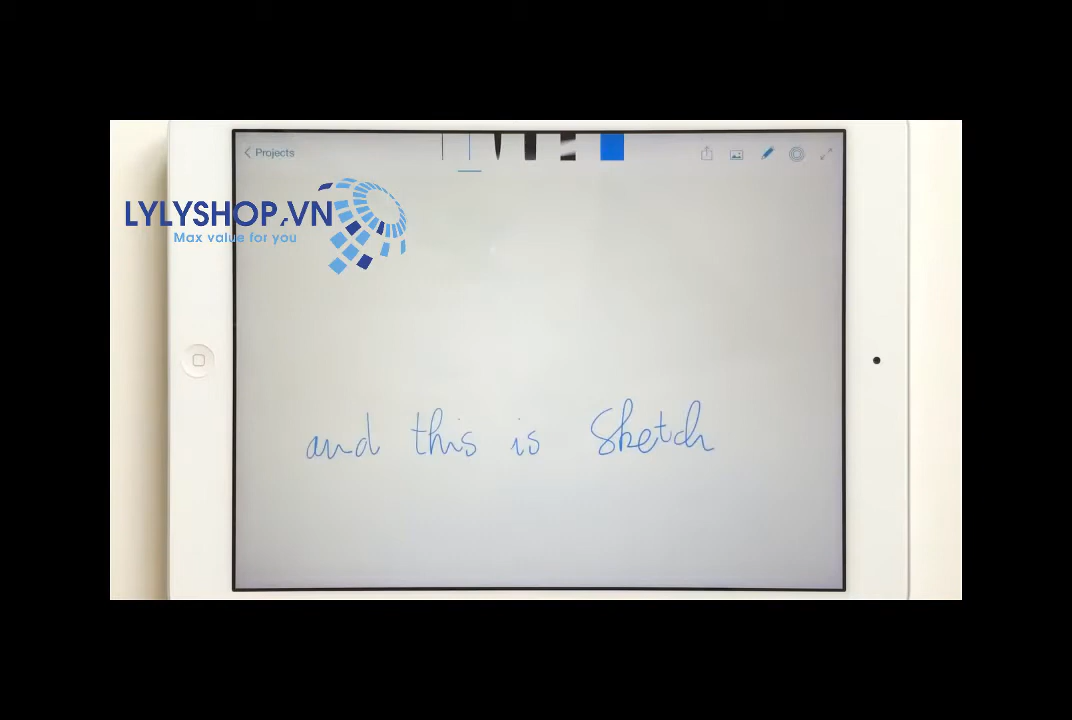 Projects
LYLYSHOP.VN
Max value for you
and this is Sketch